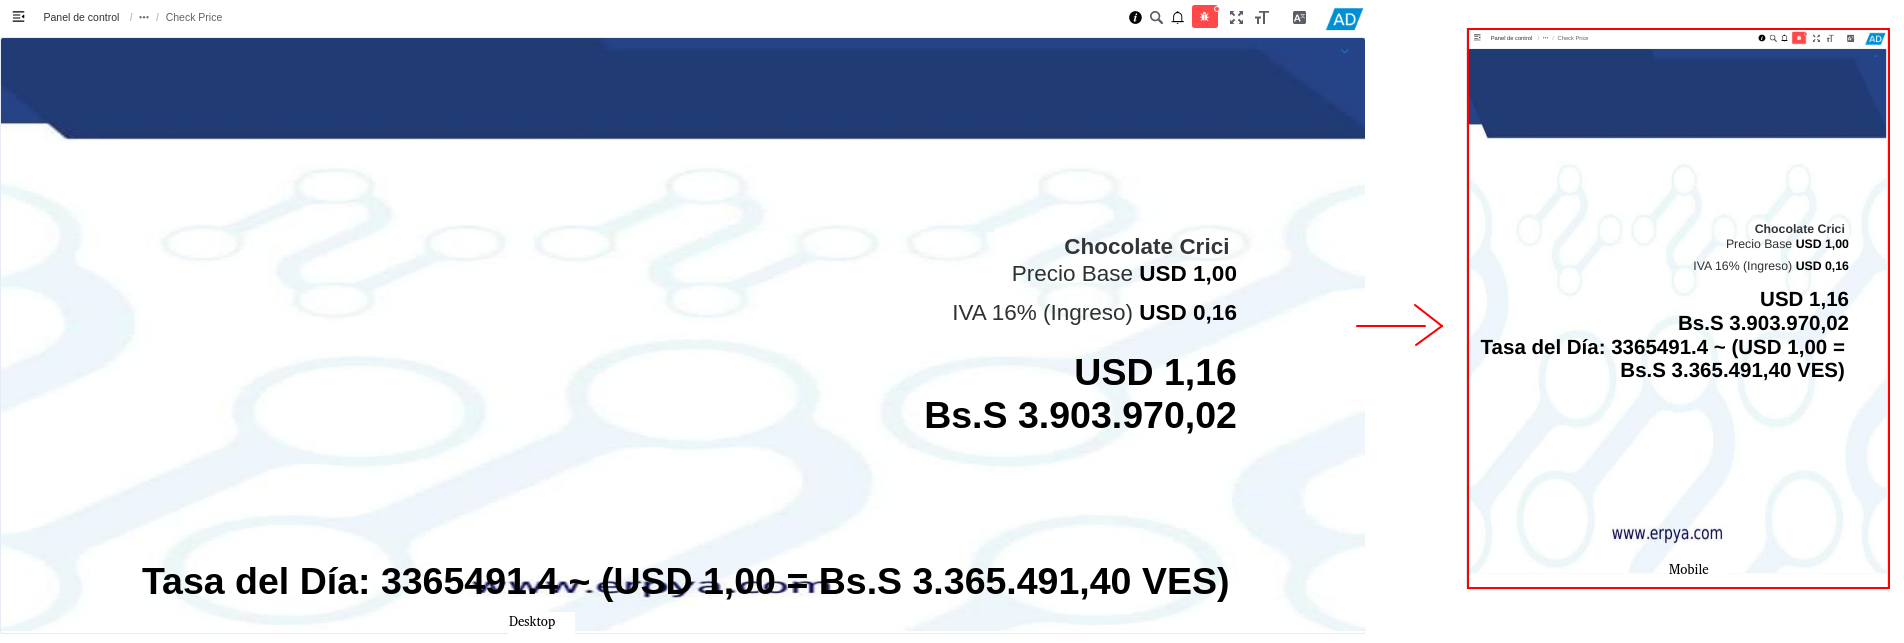 Panel de control / ··· / Check Price
AD
Chocolate Crici
Precio Base USD 1,00
IVA 16% (Ingreso) USD 0,16
USD 1,16
Bs.S 3.903.970,02
Tasa del Día: 3365491.4 ~ (USD 1,00 = Bs.S 3.365.491,40 VES)
www.erpya.com
Desktop
Panel de control / ··· / Check Price
AD
Chocolate Crici
Precio Base USD 1,00
IVA 16% (Ingreso) USD 0,16
USD 1,16
Bs.S 3.903.970,02
Tasa del Día: 3365491.4 ~ (USD 1,00 =
Bs.S 3.365.491,40 VES)
www.erpya.com
Mobile